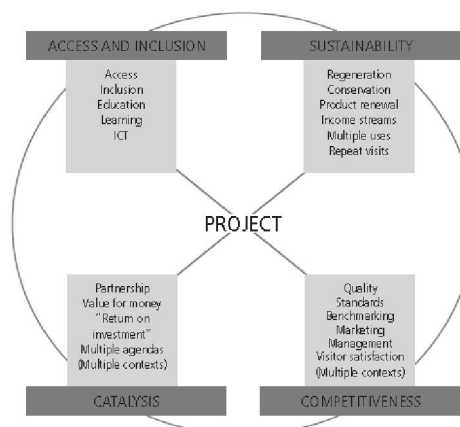 ACCESS AND INCLUSION
Access
Inclusion
Education
Learning
ICT
SUSTAINABILITY
Regeneration
Conservation
Product renewal
Income streams
Multiple uses
Repeat visits
PROJECT
Partnership
Value for money
"Return on
investment"
Multiple agendas
(Multiple contexts)
CATALYSIS
Quality
Standards
Benchmarking
Marketing
Management
Visitor satisfaction
(Multiple contexts)
COMPETITIVENESS